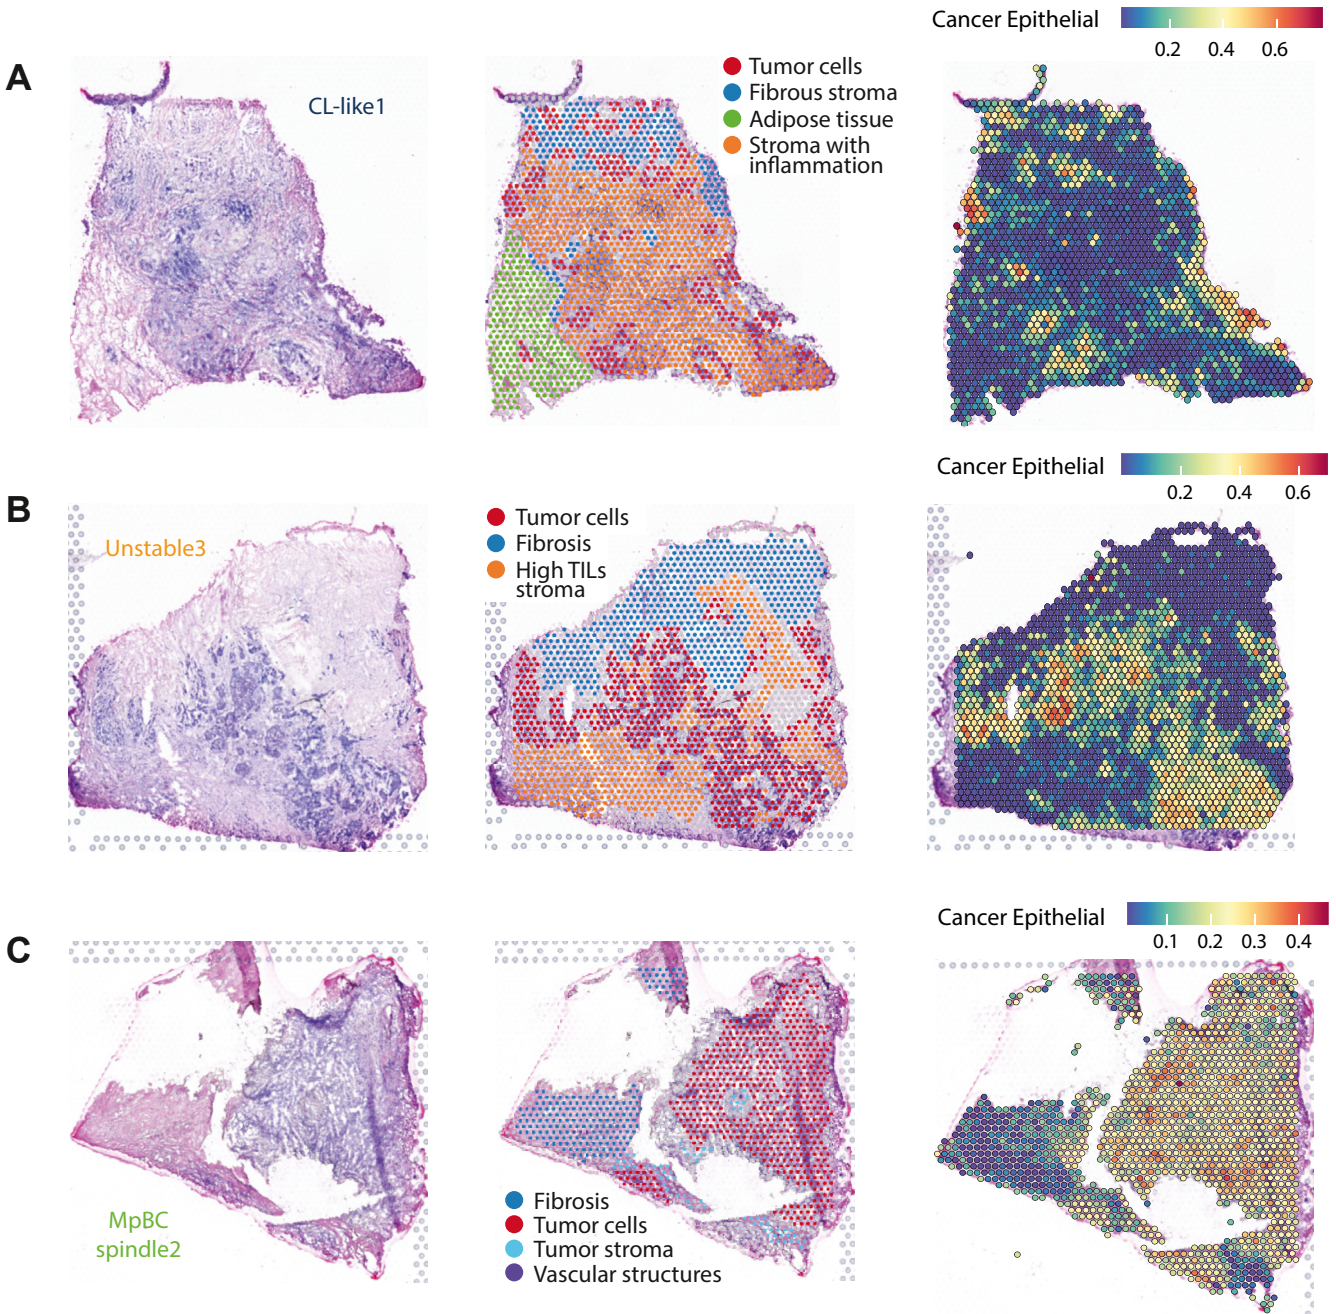 Cancer Epithelial
0.2 0.4 0.6
A
CL-like1
Tumor cells
Fibrous stroma
Adipose tissue
Stroma with
inflammation
Cancer Epithelial
0.2 0.4 0.6
B
Unstable3
Tumor cells
Fibrosis
High TILs
stroma
Cancer Epithelial
0.1 0.2 0.3 0.4
C
MpBC
spindle2
Fibrosis
Tumor cells
Tumor stroma
Vascular structures